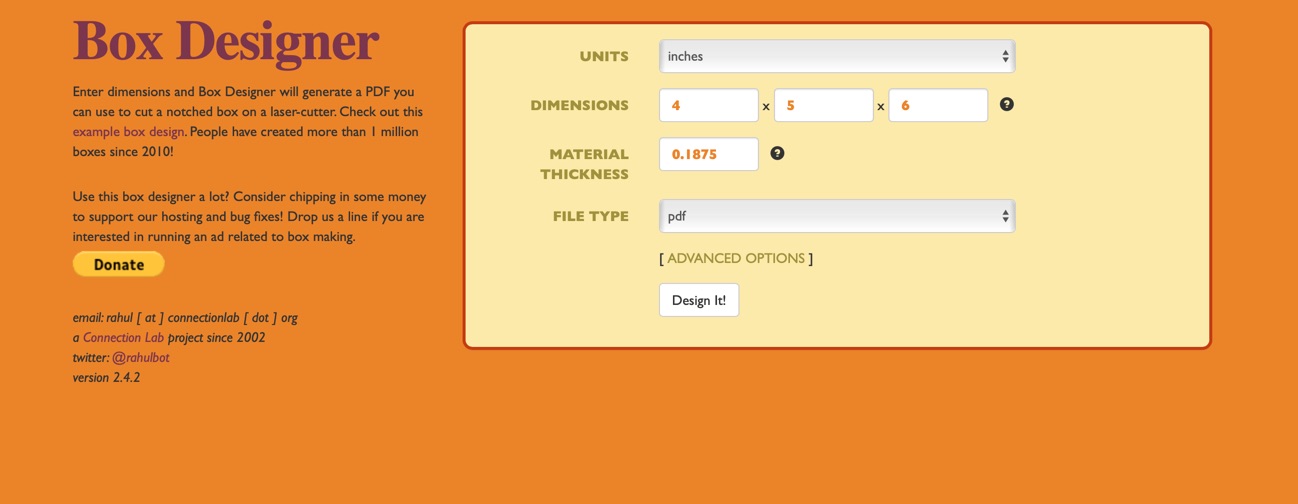 Box Designer
Enter dimensions and Box Designer will generate a PDF you
can use to cut a notched box on a laser-cutter. Check out this
example box design. People have created more than 1 million
boxes since 2010!
Use this box designer a lot? Consider chipping in some money
to support our hosting and bug fixes! Drop us a line if you are
interested in running an ad related to box making.
Donate
email: rahul [ at ] connectionlab [ dot ] org
a Connection Lab project since 2002
twitter: @rahulbot
version 2.4.2
UNITS inches
DIMENSIONS 4 x 5 x 6 ?
MATERIAL 0.1875 ?
THICKNESS
FILE TYPE pdf
[ ADVANCED OPTIONS ]
Design It!